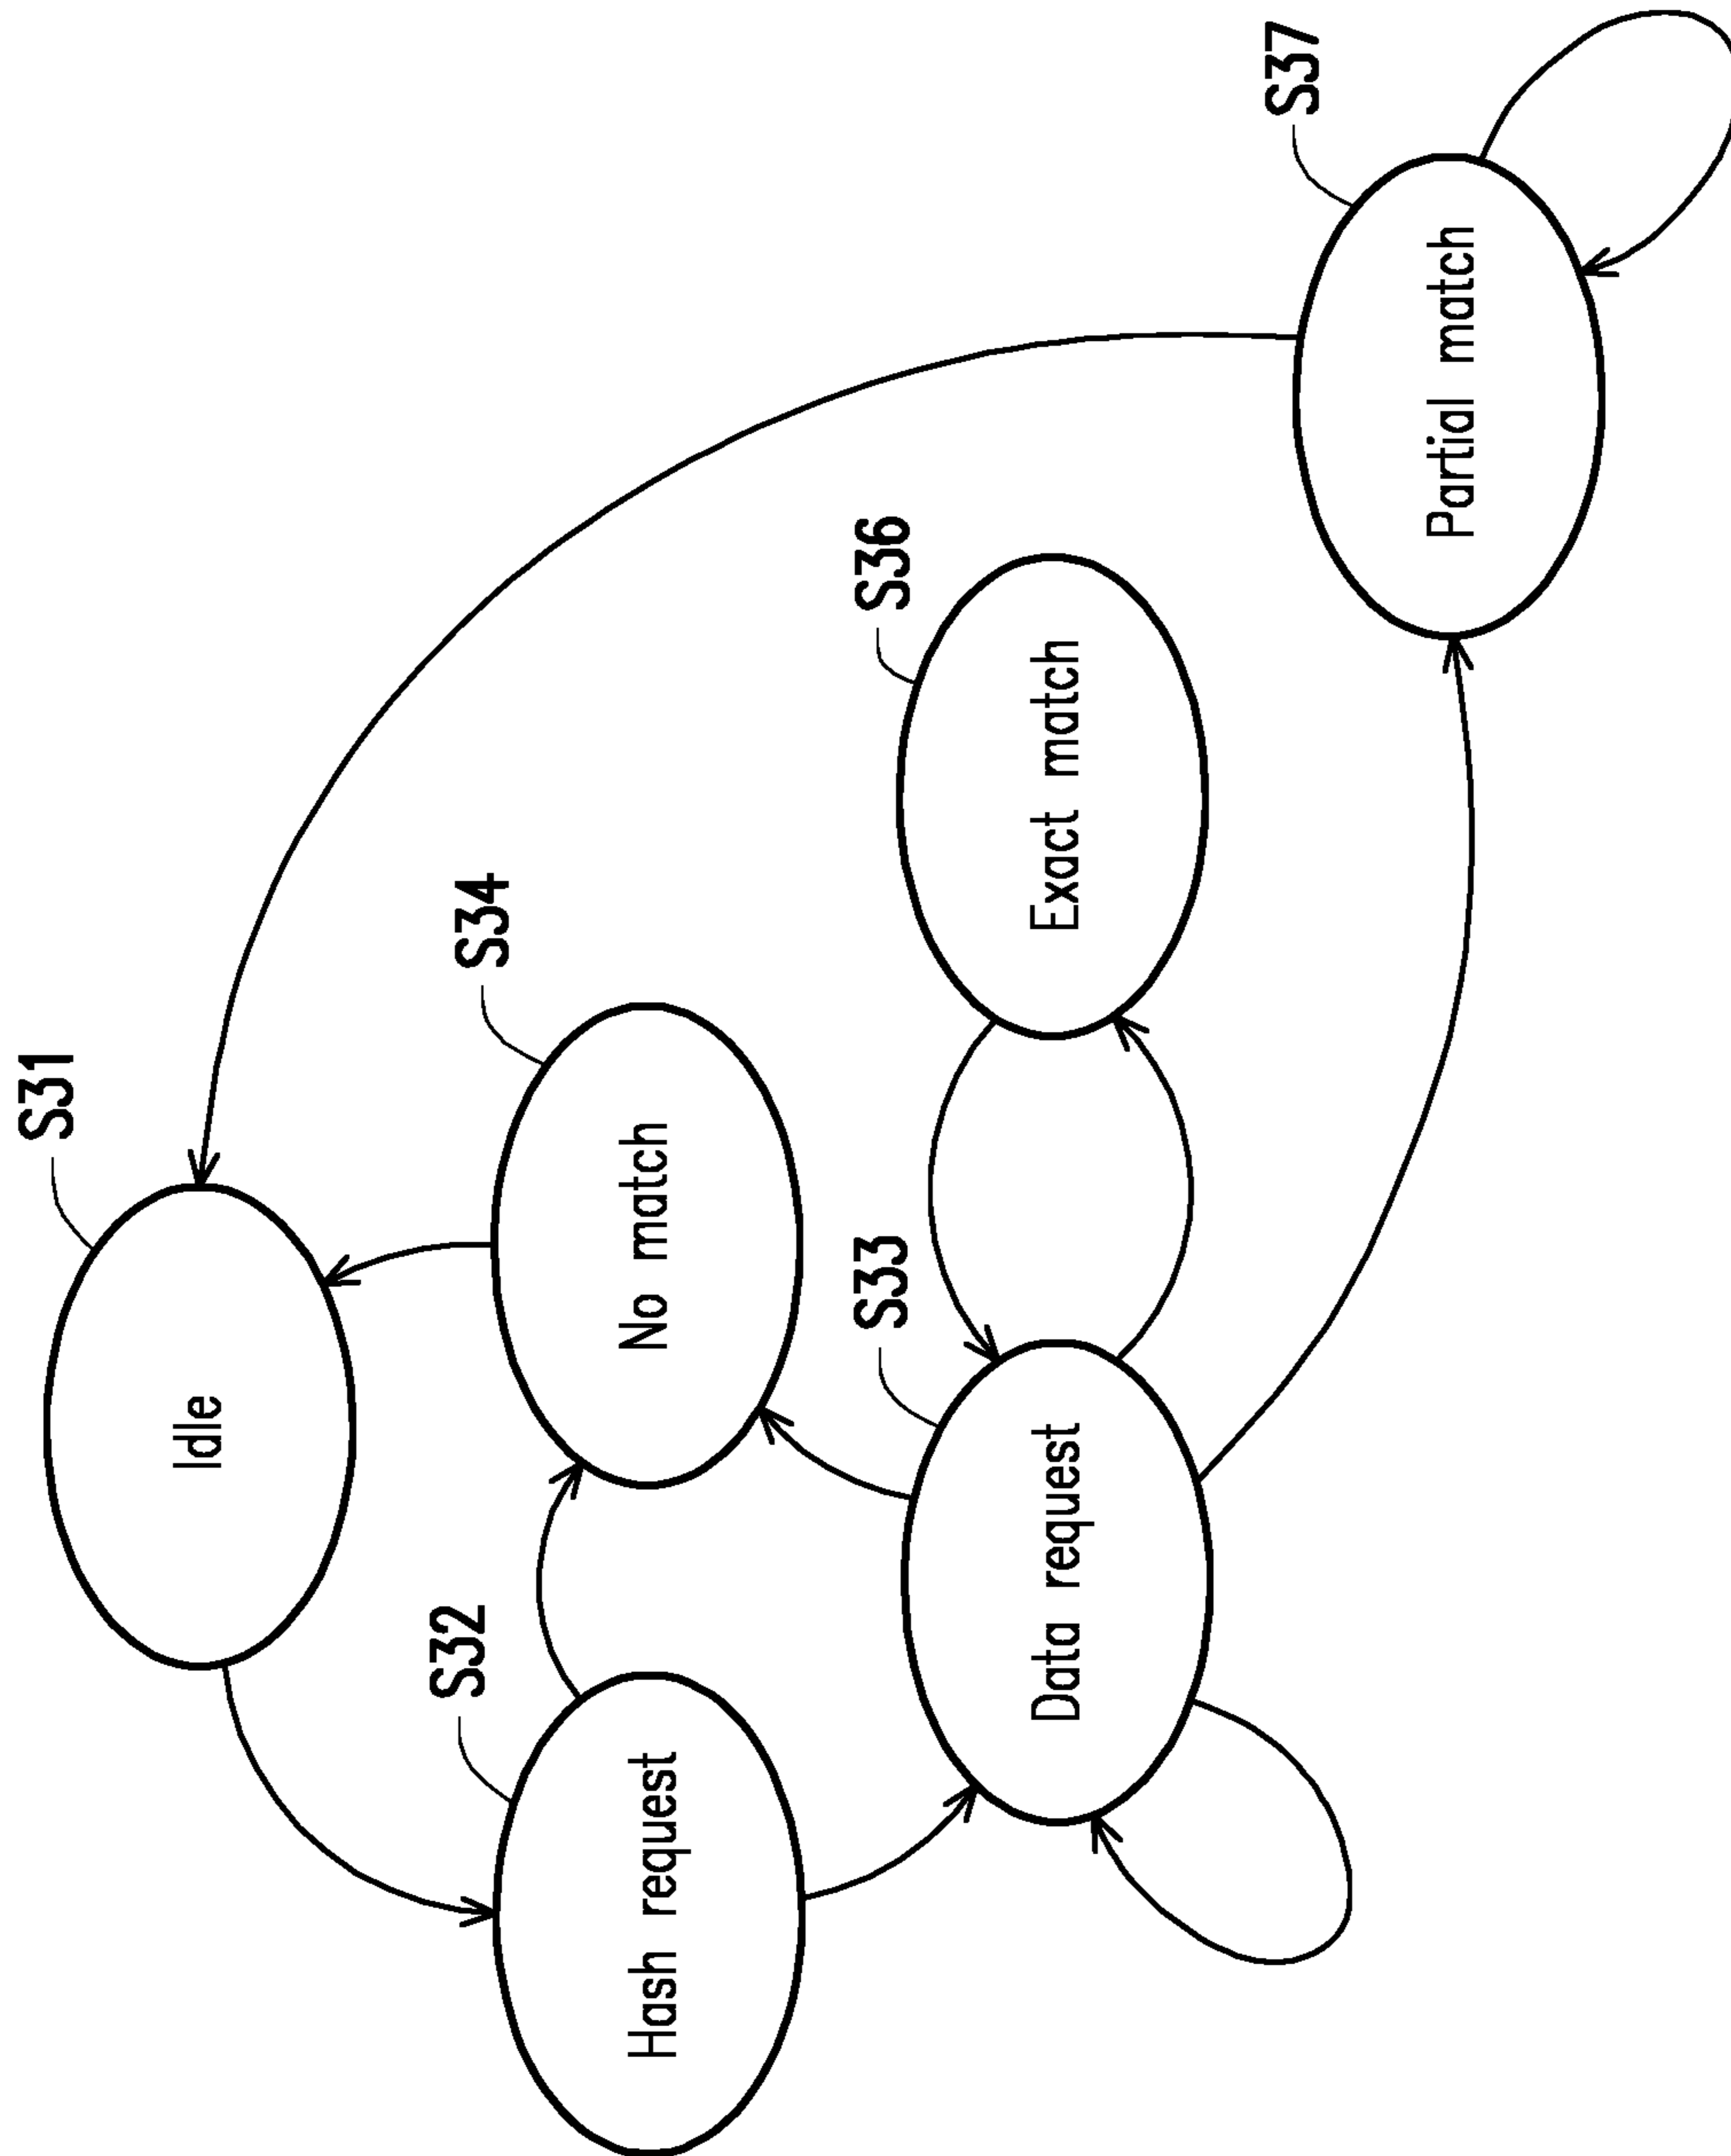 S31
Idle
S32
Hash request
S34
No match
S33
Data request
S36
Exact match
S37
Partial match